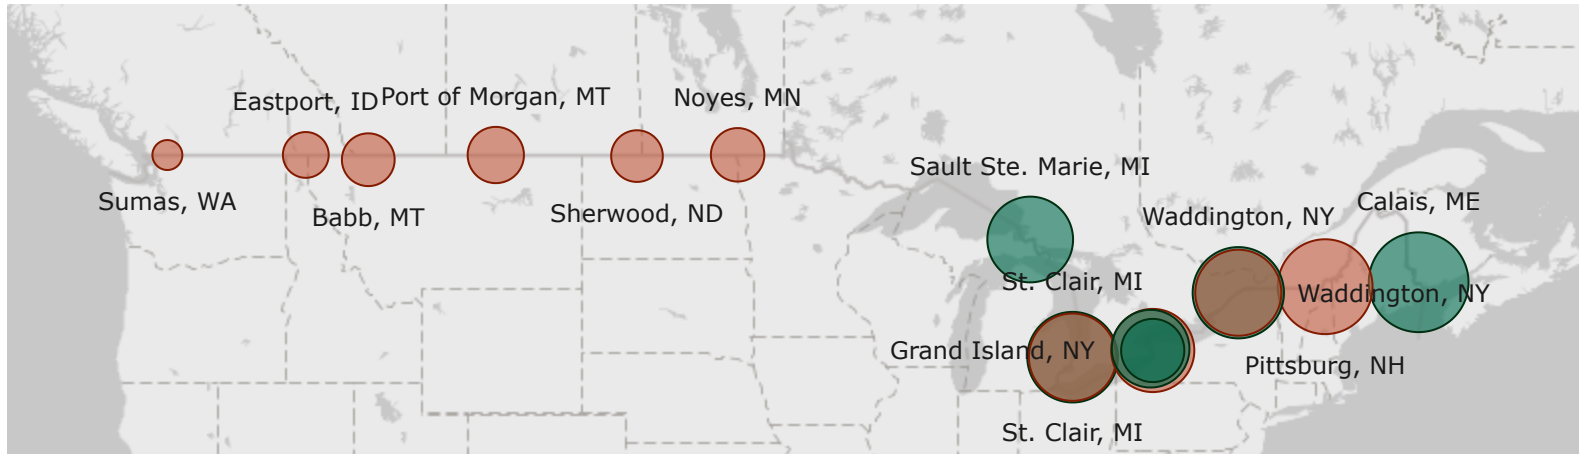 Eastport, ID
Port of Morgan, MT
Noyes, MN
Sumas, WA
Babb, MT
Sherwood, ND
Sault Ste. Marie, MI
Waddington, NY
Calais, ME
St. Clair, MI
Waddington, NY
Grand Island, NY
Pittsburg, NH
St. Clair, MI